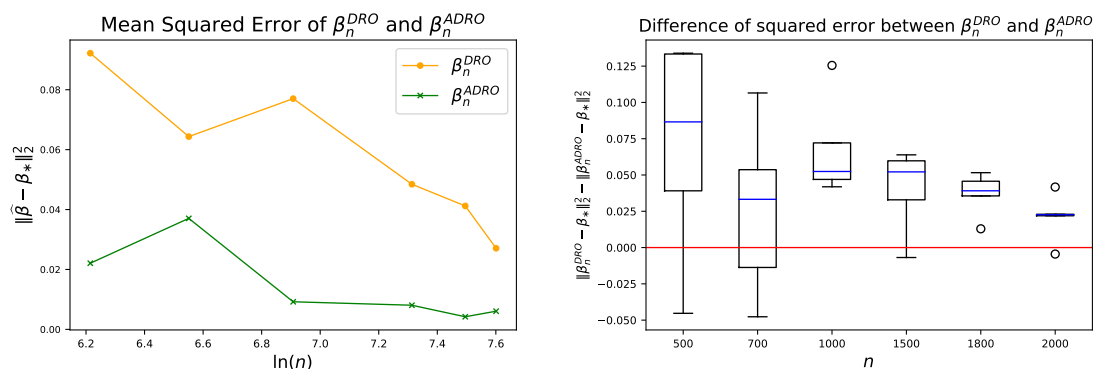 Mean Squared Error of β_n^{DRO} and β_n^{ADRO}
β_n^{DRO}
β_n^{ADRO}
‖β̂ − β_*‖_2^2
0.08
0.06
0.04
0.02
0.00
6.2 6.4 6.6 6.8 7.0 7.2 7.4 7.6
ln(n)
Difference of squared error between β_n^{DRO} and β_n^{ADRO}
‖β_n^{DRO} − β_*‖_2^2 − ‖β_n^{ADRO} − β_*‖_2^2
0.125
0.100
0.075
0.050
0.025
0.000
−0.025
−0.050
500 700 1000 1500 1800 2000
n